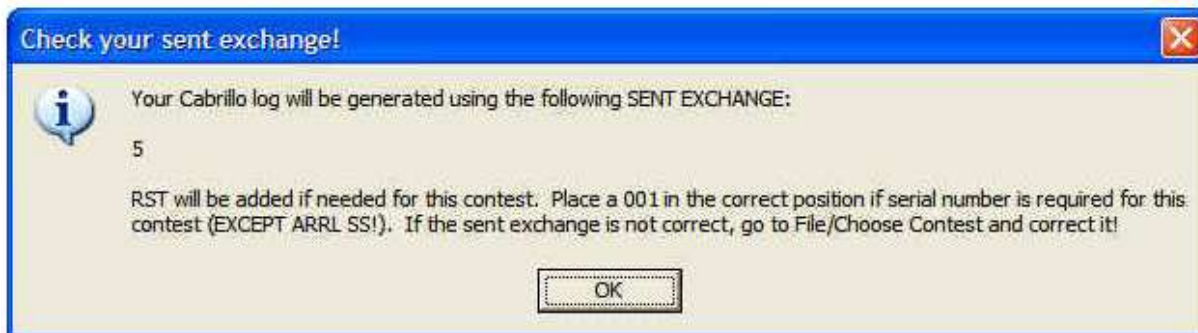 Check your sent exchange!
Your Cabrillo log will be generated using the following SENT EXCHANGE:
5
RST will be added if needed for this contest.  Place a 001 in the correct position if serial number is required for this
contest (EXCEPT ARRL SS!).  If the sent exchange is not correct, go to File/Choose Contest and correct it!
OK